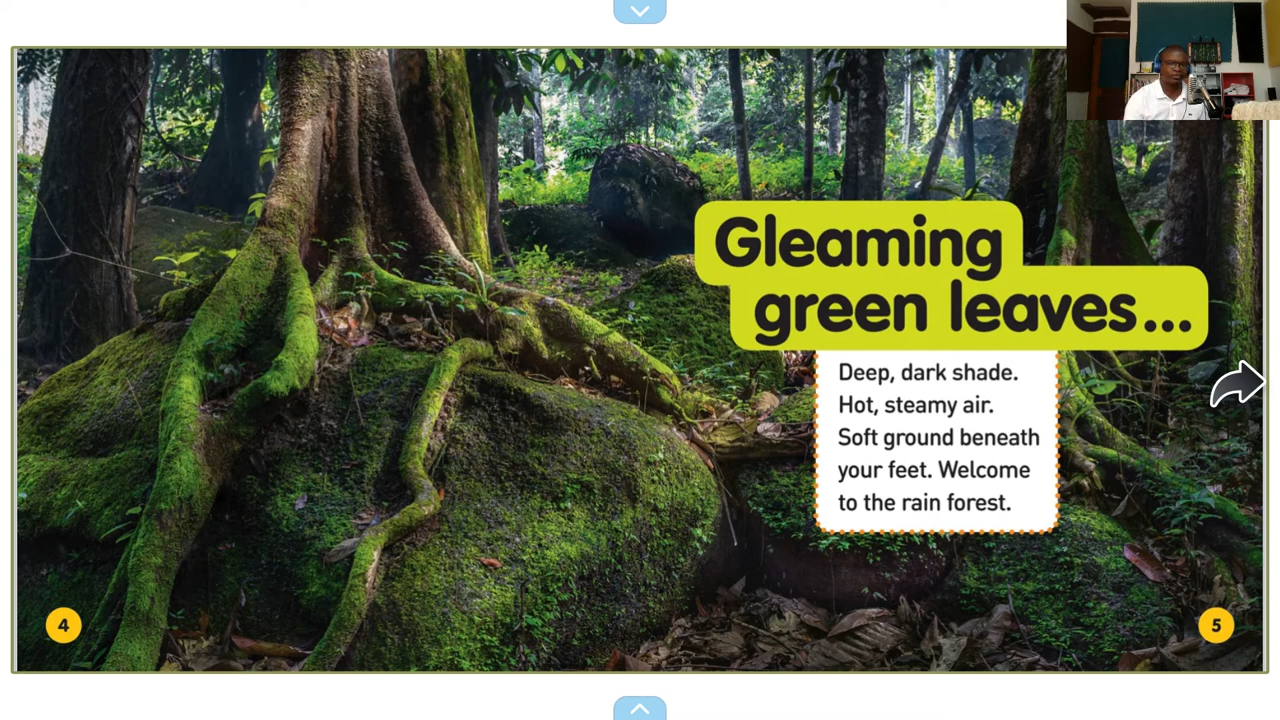 Gleaming
green leaves...
Deep, dark shade.
Hot, steamy air.
Soft ground beneath
your feet. Welcome
to the rain forest.
4
5